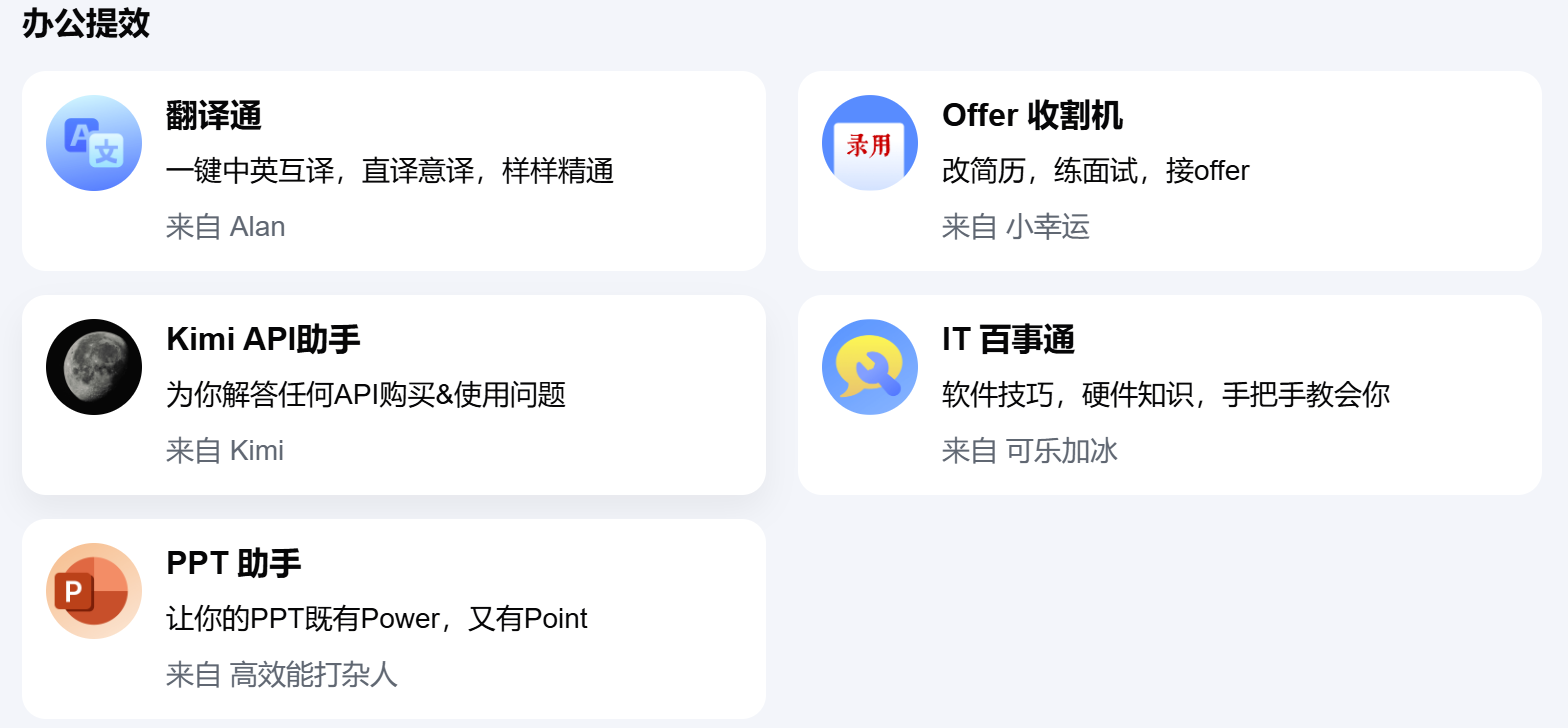 办公提效
翻译通
一键中英互译，直译意译，样样精通
来自 Alan
A
文
Offer 收割机
改简历，练面试，接offer
来自 小幸运
录用
Kimi API助手
为你解答任何API购买&使用问题
来自 Kimi
IT 百事通
软件技巧，硬件知识，手把手教会你
来自 可乐加冰
PPT 助手
让你的PPT既有Power，又有Point
来自 高效能打杂人
P